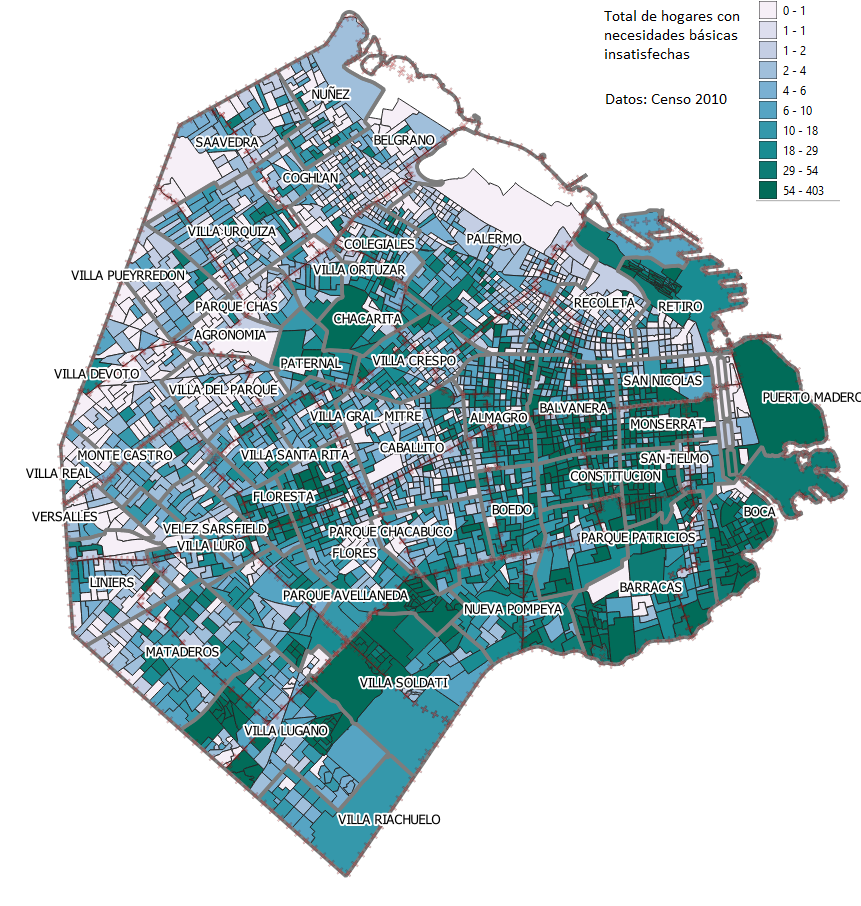 Total de hogares con
necesidades básicas
insatisfechas
Datos: Censo 2010
0 - 1
1 - 1
1 - 2
2 - 4
4 - 6
6 - 10
10 - 18
18 - 29
29 - 54
54 - 403
NUÑEZ
SAAVEDRA
BELGRANO
COGHLAN
VILLA URQUIZA
COLEGIALES
PALERMO
VILLA ORTUZAR
VILLA PUEYRREDON
PARQUE CHAS
RECOLETA
RETIRO
CHACARITA
AGRONOMIA
PATERNAL
VILLA CRESPO
VILLA DEVOTO
VILLA DEL PARQUE
SAN NICOLAS
PUERTO MADERO
VILLA GRAL. MITRE
ALMAGRO
BALVANERA
MONSERRAT
CABALLITO
MONTE CASTRO
VILLA SANTA RITA
SAN TELMO
VILLA REAL
CONSTITUCION
FLORESTA
VERSALLES
BOEDO
BOCA
VELEZ SARSFIELD
PARQUE CHACABUCO
VILLA LURO
FLORES
PARQUE PATRICIOS
LINIERS
PARQUE AVELLANEDA
BARRACAS
NUEVA POMPEYA
MATADEROS
VILLA SOLDATI
VILLA LUGANO
VILLA RIACHUELO